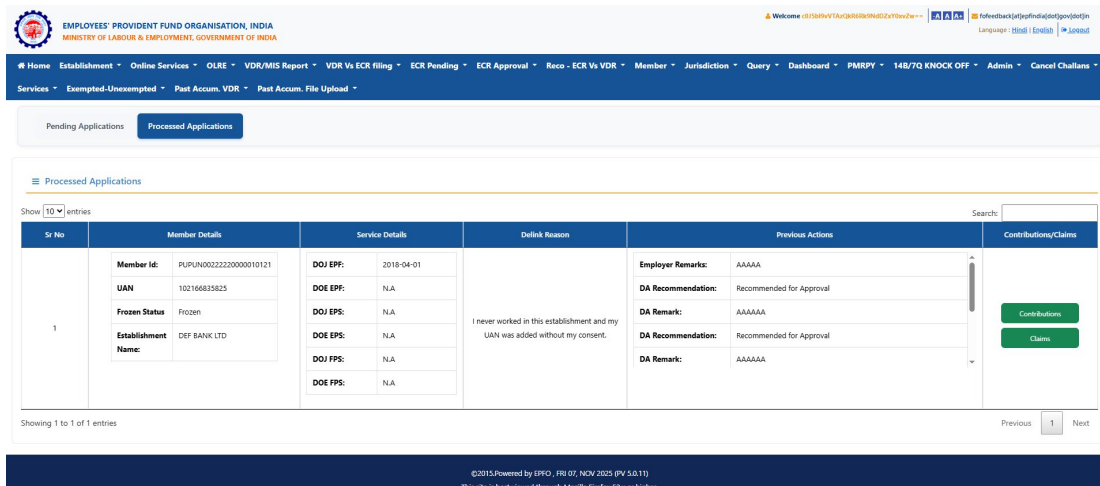 EMPLOYEES' PROVIDENT FUND ORGANISATION, INDIA
MINISTRY OF LABOUR & EMPLOYMENT, GOVERNMENT OF INDIA
Welcome
-A A A+
fofeedback[at]epfindia[dot]gov[dot]in
Language : Hindi | English Logout
Home Establishment Online Services OLRE VDR/MIS Report VDR Vs ECR filing ECR Pending ECR Approval Reco - ECR Vs VDR Member Jurisdiction Query Dashboard PMRPY 14B/7Q KNOCK OFF Admin Cancel Challans
Services Exempted-Unexempted Past Accum. VDR Past Accum. File Upload
Pending Applications Processed Applications
Processed Applications
Show 10 entries
Search:
Sr No Member Details Service Details Delink Reason Previous Actions Contributions/Claims
1
Member Id: PUPUN00222220000010121
UAN 102166835825
Frozen Status Frozen
Establishment Name: DEF BANK LTD
DOJ EPF: 2018-04-01
DOE EPF: N.A
DOJ EPS: N.A
DOE EPS: N.A
DOJ FPS: N.A
DOE FPS: N.A
I never worked in this establishment and my
UAN was added without my consent.
Employer Remarks: AAAAA
DA Recommendation: Recommended for Approval
DA Remark: AAAAAA
DA Recommendation: Recommended for Approval
DA Remark: AAAAAA
Contributions
Claims
Showing 1 to 1 of 1 entries
Previous 1 Next
©2015.Powered by EPFO , FRI 07, NOV 2025 (PV 5.0.11)